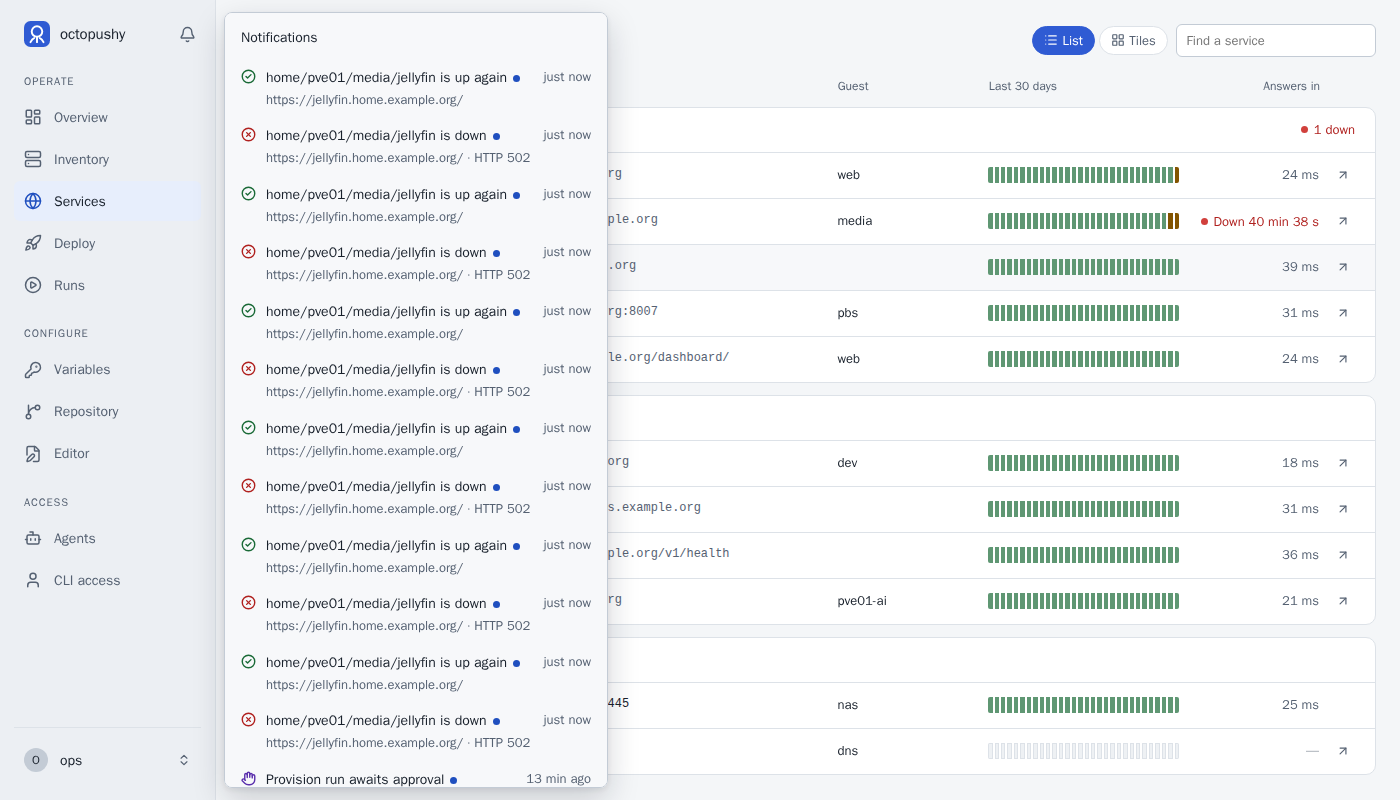 octopushy
OPERATE
Overview
Inventory
Services
Deploy
Runs
CONFIGURE
Variables
Repository
Editor
ACCESS
Agents
CLI access
O ops
Notifications
home/pve01/media/jellyfin is up again just now
https://jellyfin.home.example.org/
home/pve01/media/jellyfin is down just now
https://jellyfin.home.example.org/ · HTTP 502
home/pve01/media/jellyfin is up again just now
https://jellyfin.home.example.org/
home/pve01/media/jellyfin is down just now
https://jellyfin.home.example.org/ · HTTP 502
home/pve01/media/jellyfin is up again just now
https://jellyfin.home.example.org/
home/pve01/media/jellyfin is down just now
https://jellyfin.home.example.org/ · HTTP 502
home/pve01/media/jellyfin is up again just now
https://jellyfin.home.example.org/
home/pve01/media/jellyfin is down just now
https://jellyfin.home.example.org/ · HTTP 502
home/pve01/media/jellyfin is up again just now
https://jellyfin.home.example.org/
home/pve01/media/jellyfin is down just now
https://jellyfin.home.example.org/ · HTTP 502
home/pve01/media/jellyfin is up again just now
https://jellyfin.home.example.org/
home/pve01/media/jellyfin is down just now
https://jellyfin.home.example.org/ · HTTP 502
Provision run awaits approval 13 min ago
List Tiles Find a service
Guest Last 30 days Answers in
1 down
rg web 24 ms
ple.org media Down 40 min 38 s
.org 39 ms
rg:8007 pbs 31 ms
le.org/dashboard/ web 24 ms
org dev 18 ms
s.example.org 31 ms
ple.org/v1/health 36 ms
rg pve01-ai 21 ms
445 nas 25 ms
dns —